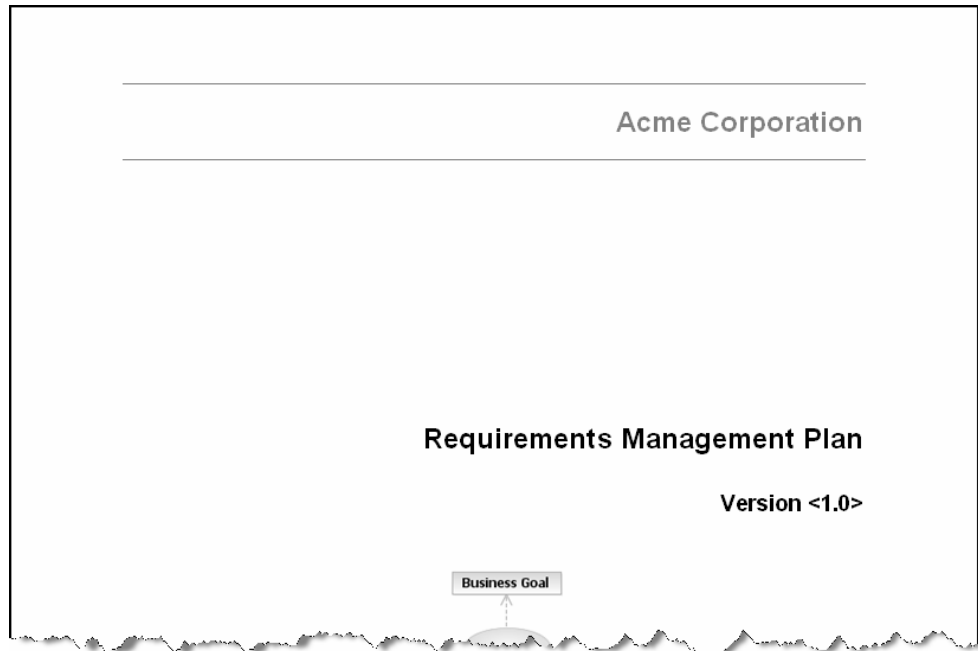 Acme Corporation
Requirements Management Plan
Version <1.0>
Business Goal